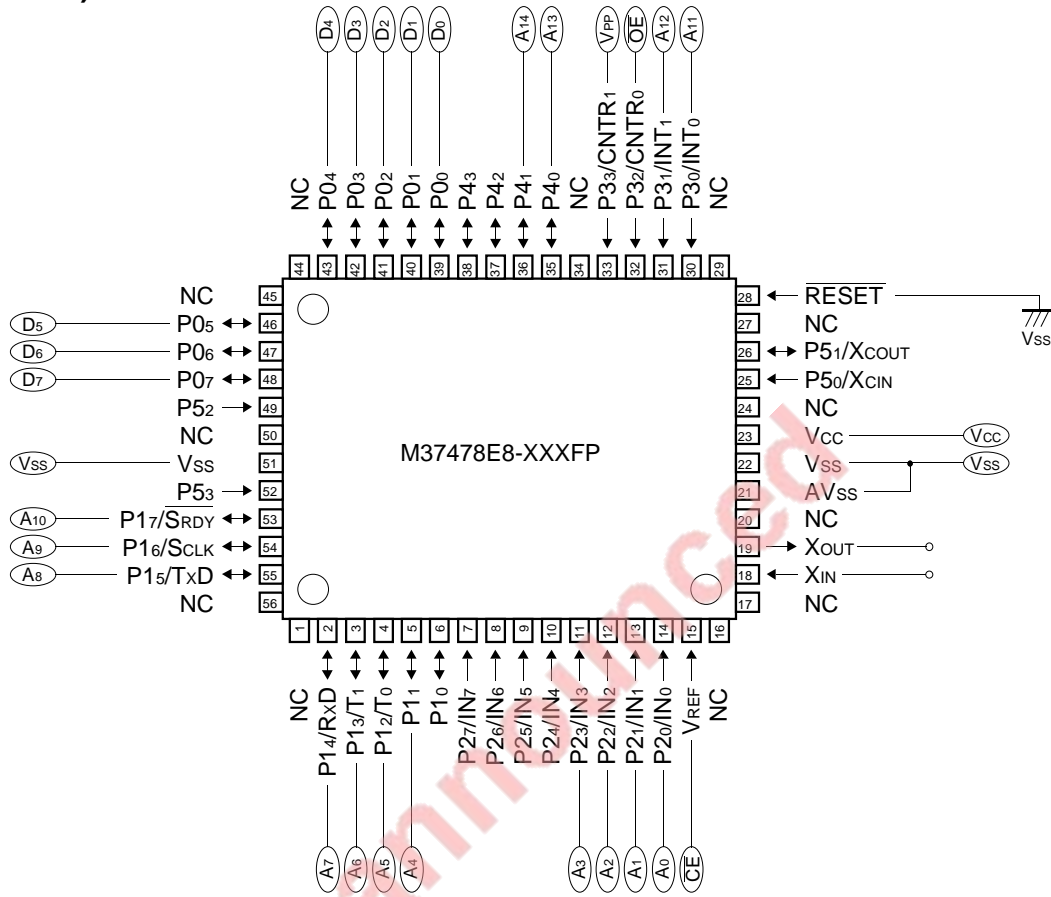 D4 D3 D2 D1 D0 A14 A13 VPP OE A12 A11
NC P04 P03 P02 P01 P00 P43 P42 P41 P40 NC P33/CNTR1 P32/CNTR0 P31/INT1 P30/INT0 NC
44 43 42 41 40 39 38 37 36 35 34 33 32 31 30 29
NC 45
D5 P05 46
D6 P06 47
D7 P07 48
P52 49
NC 50
VSS VSS 51
P53 52
A10 P17/SRDY 53
A9 P16/SCLK 54
A8 P15/TXD 55
NC 56
M37478E8-XXXFP
28 RESET
VSS
27 NC
26 P51/XCOUT
25 P50/XCIN
24 NC
23 VCC VCC
22 VSS VSS
21 AVSS
20 NC
19 XOUT
18 XIN
17 NC
1 2 3 4 5 6 7 8 9 10 11 12 13 14 15 16
NC P14/RXD P13/T1 P12/T0 P11 P10 P27/IN7 P26/IN6 P25/IN5 P24/IN4 P23/IN3 P22/IN2 P21/IN1 P20/IN0 VREF NC
A7 A6 A5 A4 A3 A2 A1 A0 CE
announced